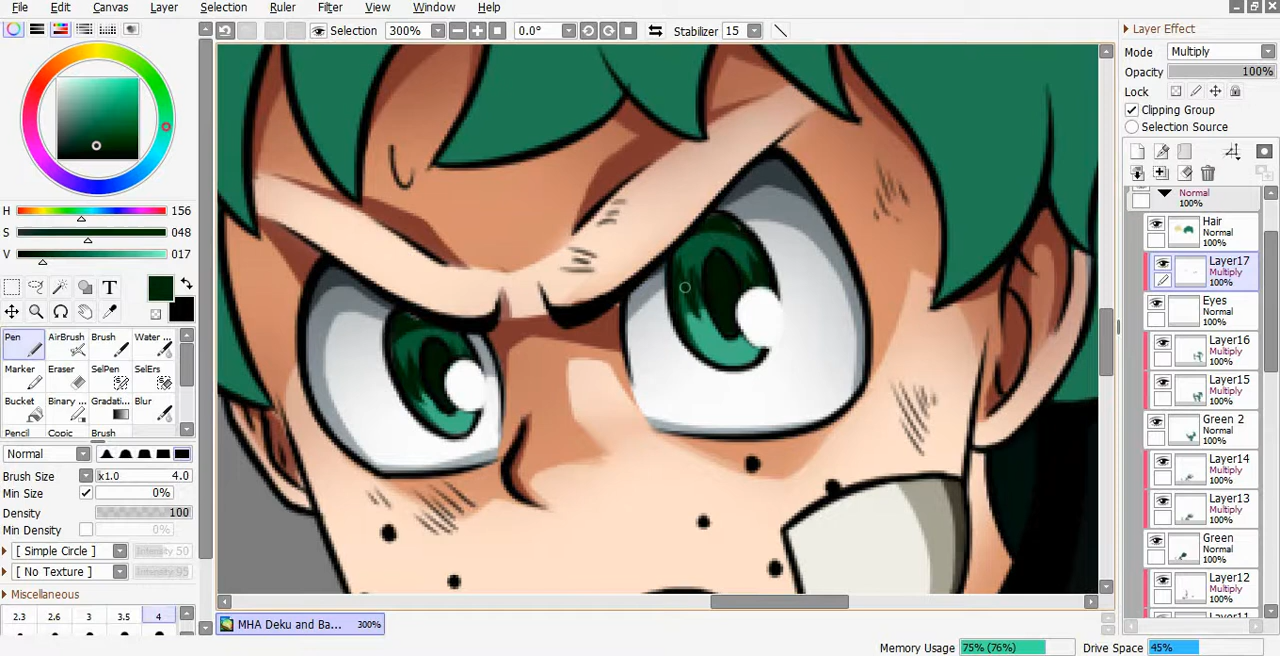 File Edit Canvas Layer Selection Ruler Filter View Window Help
Selection 300% 0.0° Stabilizer 15
H 156
S 048
V 017
T
Pen AirBrush Brush Water ..
Marker Eraser SelPen SelErs
Bucket Binary .. Gradati... Blur
Pencil Copic Brush
Normal
Brush Size x1.0 4.0
Min Size 0%
Density 100
Min Density 0%
[ Simple Circle ] Intensity 50
[ No Texture ] Intensity 95
Miscellaneous
2.3 2.6 3 3.5 4
MHA Deku and Ba... 300%
Memory Usage 75% (76%) Drive Space 45%
Layer Effect
Mode Multiply
Opacity 100%
Lock
Clipping Group
Selection Source
Normal
100%
Hair
Normal
100%
Layer17
Multiply
100%
Eyes
Normal
100%
Layer16
Multiply
100%
Layer15
Multiply
100%
Green 2
Normal
100%
Layer14
Multiply
100%
Layer13
Multiply
100%
Green
Normal
100%
Layer12
Multiply
100%